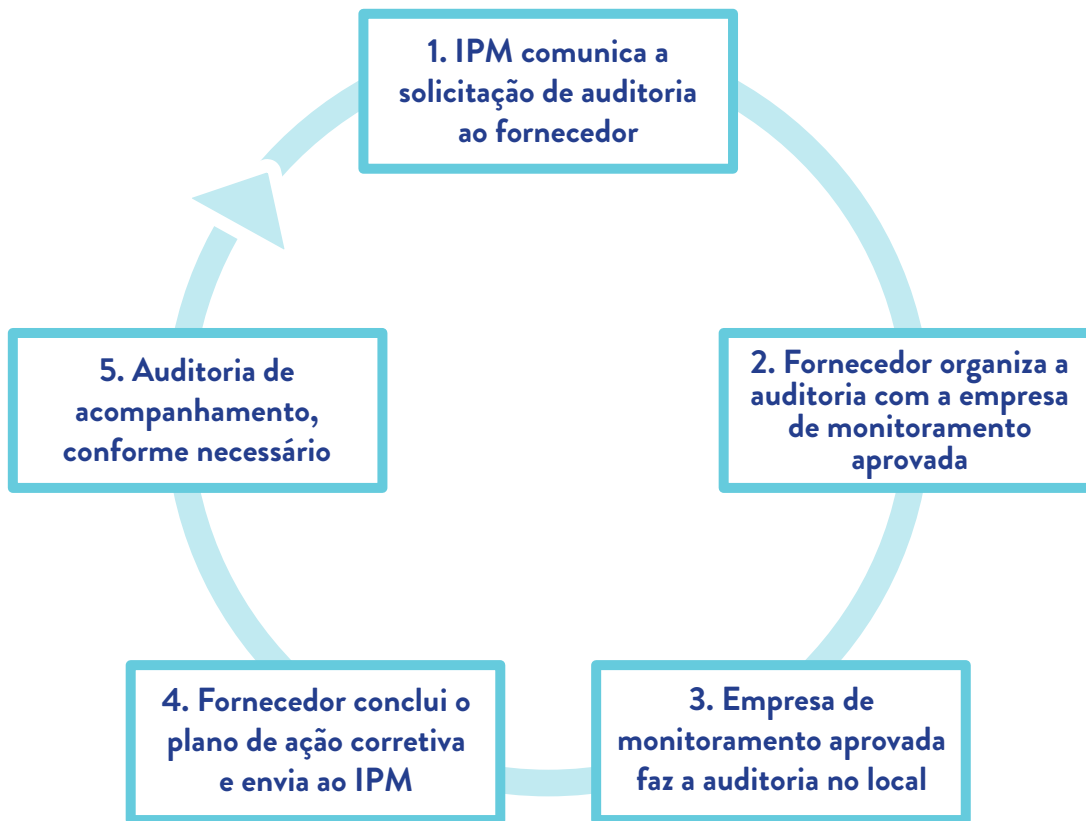 1. IPM comunica a
solicitação de auditoria
ao fornecedor
2. Fornecedor organiza a
auditoria com a empresa
de monitoramento
aprovada
3. Empresa de
monitoramento aprovada
faz a auditoria no local
4. Fornecedor conclui o
plano de ação corretiva
e envia ao IPM
5. Auditoria de
acompanhamento,
conforme necessário